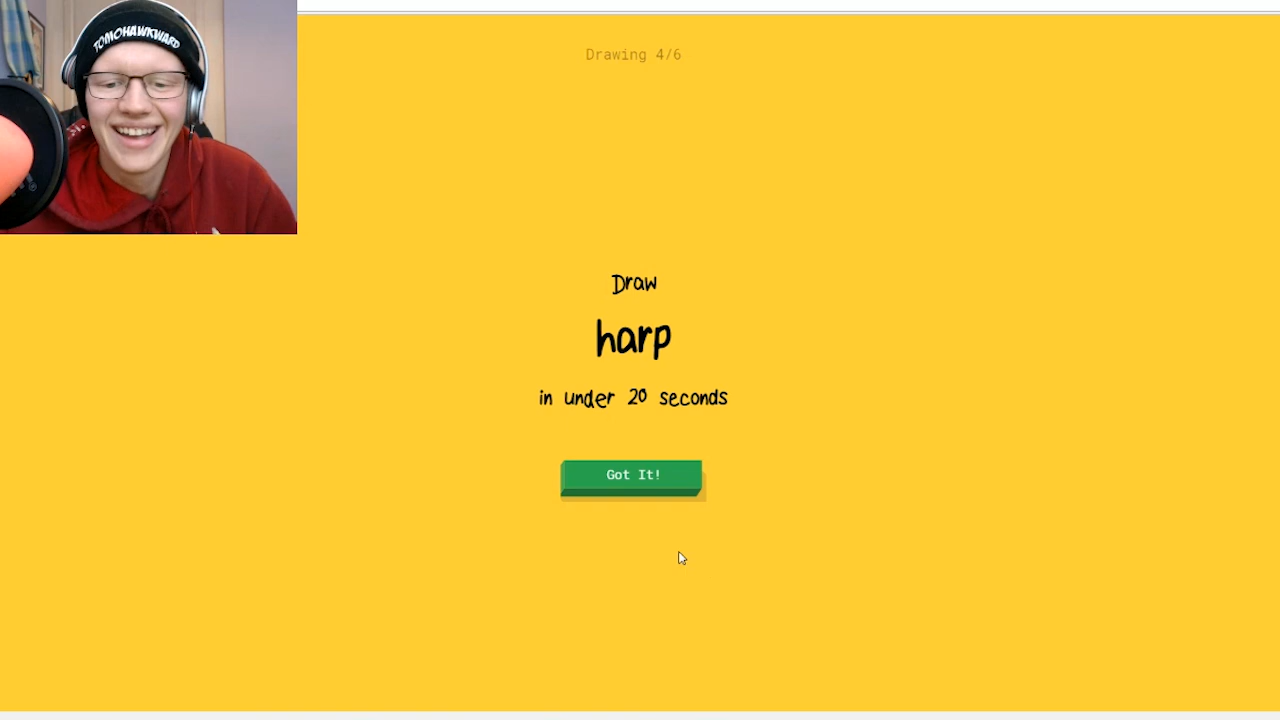 TOMOHAWKWARD
Drawing 4/6
Draw
harp
in under 20 seconds
Got It!